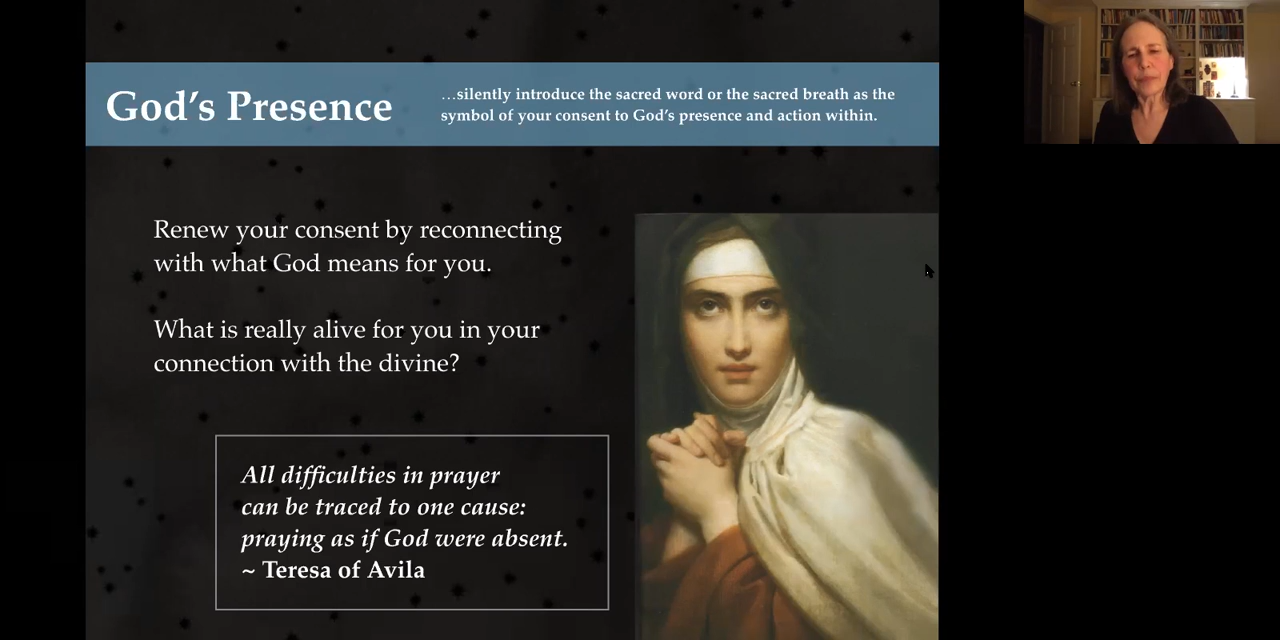 God’s Presence
…silently introduce the sacred word or the sacred breath as the
symbol of your consent to God’s presence and action within.
Renew your consent by reconnecting
with what God means for you.
What is really alive for you in your
connection with the divine?
All difficulties in prayer
can be traced to one cause:
praying as if God were absent.
~ Teresa of Avila